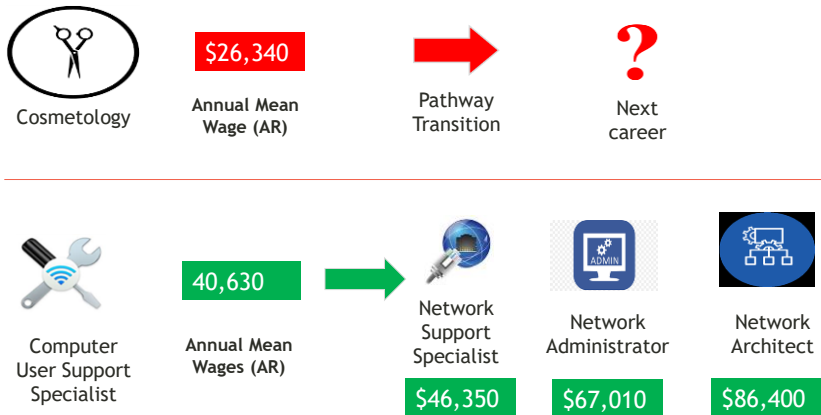 $26,340
?
Cosmetology
Annual Mean
Wage (AR)
Pathway
Transition
Next
career
40,630
ADMIN
Computer
User Support
Specialist
Annual Mean
Wages (AR)
Network
Support
Specialist
Network
Administrator
Network
Architect
$46,350
$67,010
$86,400